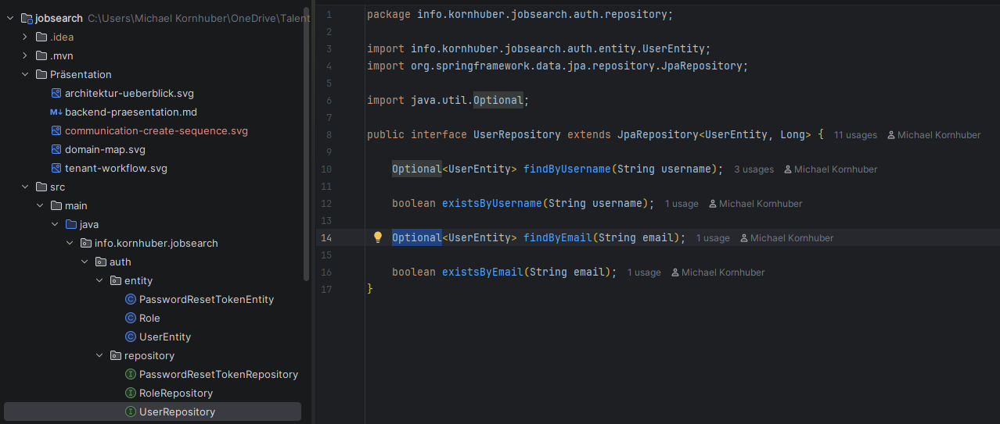 jobsearch C:\Users\Michael Kornhuber\OneDrive\Talent
.idea
.mvn
Präsentation
architektur-ueberblick.svg
M↓ backend-praesentation.md
communication-create-sequence.svg
domain-map.svg
tenant-workflow.svg
src
main
java
info.kornhuber.jobsearch
auth
entity
C PasswordResetTokenEntity
C Role
C UserEntity
repository
I PasswordResetTokenRepository
I RoleRepository
I UserRepository
1 package info.kornhuber.jobsearch.auth.repository;
2
3 import info.kornhuber.jobsearch.auth.entity.UserEntity;
4 import org.springframework.data.jpa.repository.JpaRepository;
5
6 import java.util.Optional;
7
8 public interface UserRepository extends JpaRepository<UserEntity, Long> { 11 usages Michael Kornhuber
9
10 Optional<UserEntity> findByUsername(String username); 3 usages Michael Kornhuber
11
12 boolean existsByUsername(String username); 1 usage Michael Kornhuber
13
14 Optional<UserEntity> findByEmail(String email); 1 usage Michael Kornhuber
15
16 boolean existsByEmail(String email); 1 usage Michael Kornhuber
17 }